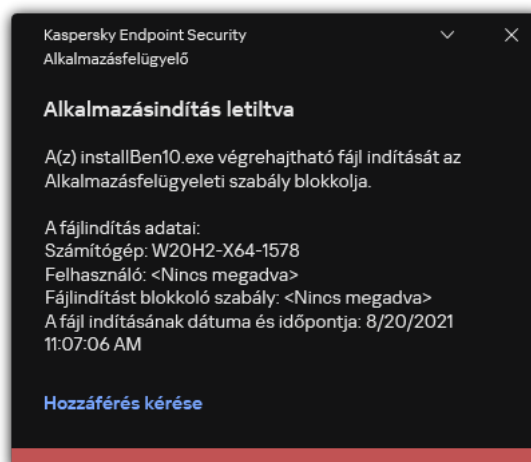 Kaspersky Endpoint Security
Alkalmazásfelügyelő
Alkalmazásindítás letiltva
A(z) installBen10.exe végrehajtható fájl indítását az
Alkalmazásfelügyeleti szabály blokkolja.
A fájlindítás adatai:
Számítógép: W20H2-X64-1578
Felhasználó: <Nincs megadva>
Fájlindítást blokkoló szabály: <Nincs megadva>
A fájl indításának dátuma és időpontja: 8/20/2021
11:07:06 AM
Hozzáférés kérése